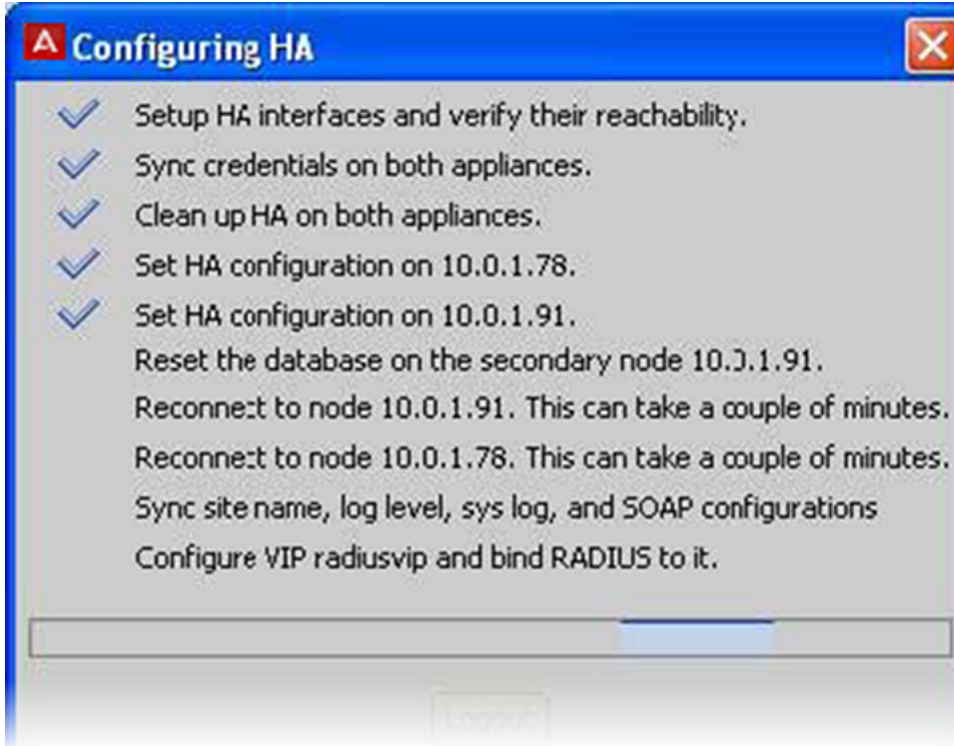 Configuring HA
Setup HA interfaces and verify their reachability.
Sync credentials on both appliances.
Clean up HA on both appliances.
Set HA configuration on 10.0.1.78.
Set HA configuration on 10.0.1.91.
Reset the database on the secondary node 10.0.1.91.
Reconnect to node 10.0.1.91. This can take a couple of minutes.
Reconnect to node 10.0.1.78. This can take a couple of minutes.
Sync site name, log level, sys log, and SOAP configurations
Configure VIP radiusvip and bind RADIUS to it.
Logout